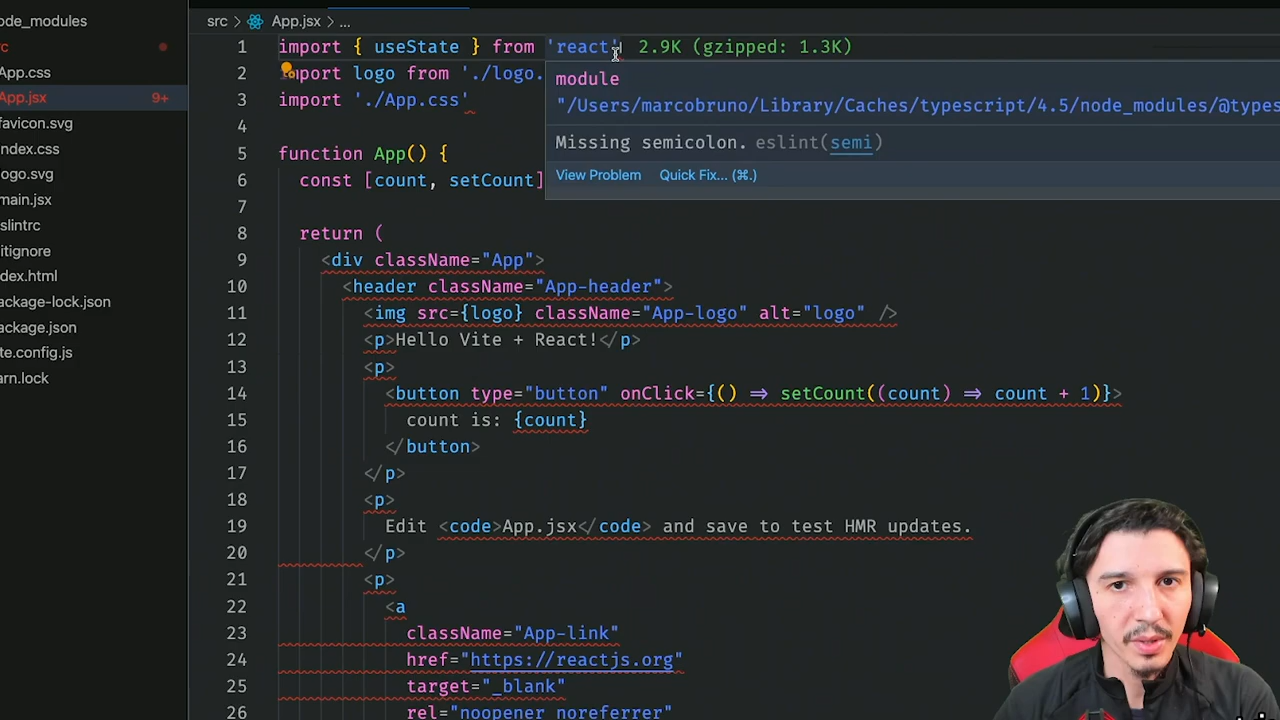 src > App.jsx > ...
ode_modules
App.css
App.jsx 9+
favicon.svg
ndex.css
ogo.svg
main.jsx
slintrc
itignore
dex.html
ackage-lock.json
ackage.json
te.config.js
arn.lock
1 import { useState } from 'react' 2.9K (gzipped: 1.3K)
2 import logo from './logo.
3 import './App.css'
4
5 function App() {
6 const [count, setCount]
7
8 return (
9 <div className="App">
10 <header className="App-header">
11 <img src={logo} className="App-logo" alt="logo" />
12 <p>Hello Vite + React!</p>
13 <p>
14 <button type="button" onClick={() => setCount((count) => count + 1)}>
15 count is: {count}
16 </button>
17 </p>
18 <p>
19 Edit <code>App.jsx</code> and save to test HMR updates.
20 </p>
21 <p>
22 <a
23 className="App-link"
24 href="https://reactjs.org"
25 target="_blank"
26 rel="noopener noreferrer"
module
"/Users/marcobruno/Library/Caches/typescript/4.5/node_modules/@types
Missing semicolon. eslint(semi)
View Problem Quick Fix... (⌘.)